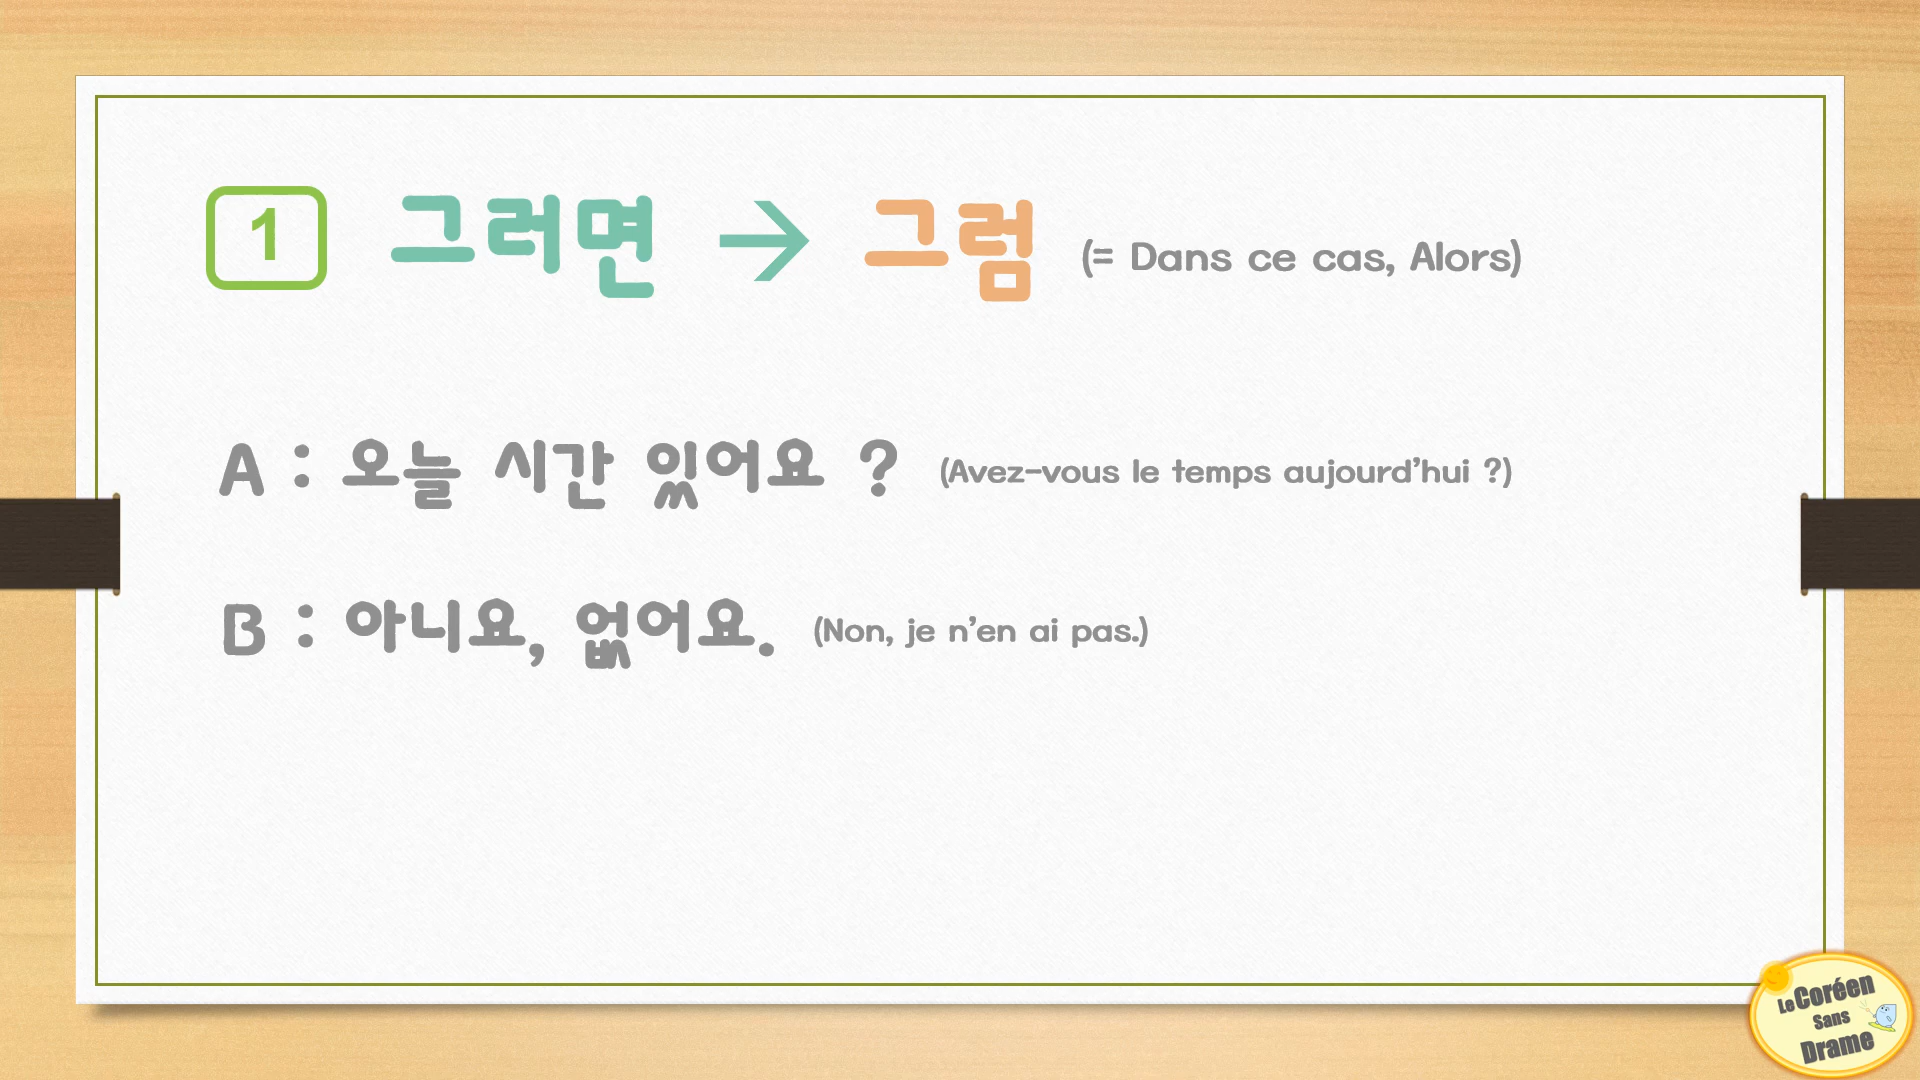 1 그러면 → 그럼 (= Dans ce cas, Alors)
A : 오늘 시간 있어요 ? (Avez-vous le temps aujourd’hui ?)
B : 아니요, 없어요. (Non, je n’en ai pas.)
Le Coréen
Sans
Drame